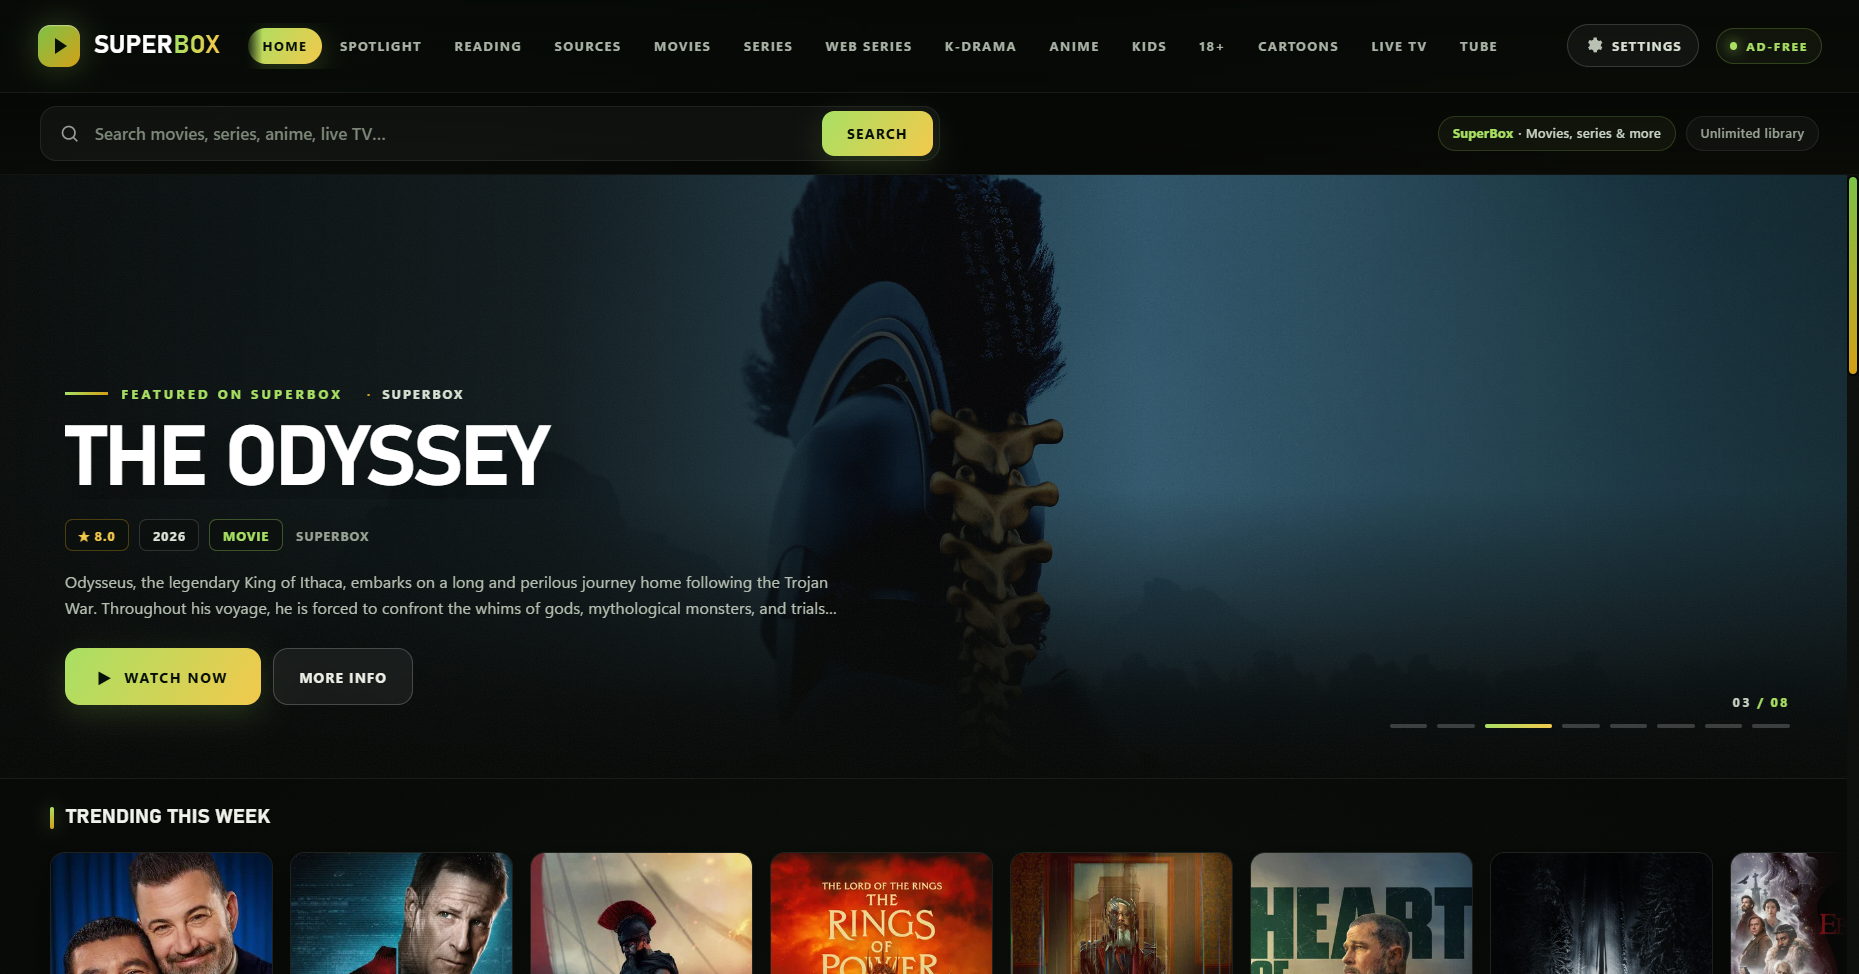 SUPERBOX
HOME SPOTLIGHT READING SOURCES MOVIES SERIES WEB SERIES K-DRAMA ANIME KIDS 18+ CARTOONS LIVE TV TUBE
SETTINGS
AD-FREE
Search movies, series, anime, live TV...
SEARCH
SuperBox · Movies, series & more
Unlimited library
FEATURED ON SUPERBOX · SUPERBOX
THE ODYSSEY
★ 8.0 2026 MOVIE SUPERBOX
Odysseus, the legendary King of Ithaca, embarks on a long and perilous journey home following the Trojan
War. Throughout his voyage, he is forced to confront the whims of gods, mythological monsters, and trials...
WATCH NOW
MORE INFO
03 / 08
TRENDING THIS WEEK
THE LORD OF THE RINGS
THE
RINGS
OF
POWER
HEART
OF